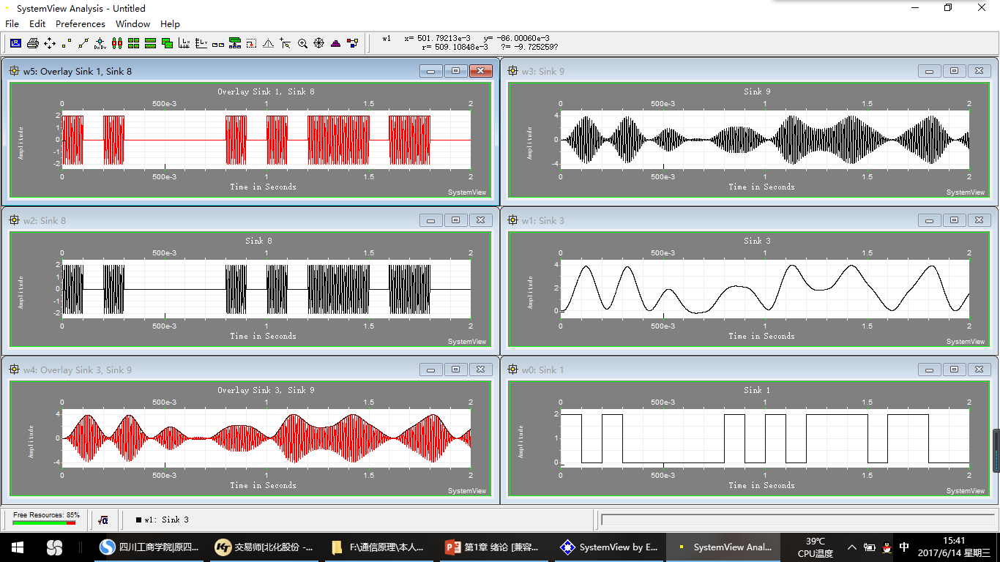 SystemView Analysis - Untitled
File Edit Preferences Window Help
w1 x= 501.79213e-3 y= -86.00060e-3
r= 509.10848e-3 ?= -9.725259?
w5: Overlay Sink 1, Sink 8
Overlay Sink 1, Sink 8
0 500e-3 1 1.5 2
2
1
0
-1
-2
Amplitude
0 500e-3 1 1.5 2
Time in Seconds
SystemView
w3: Sink 9
Sink 9
0 500e-3 1 1.5 2
4
0
-4
Amplitude
0 500e-3 1 1.5 2
Time in Seconds
SystemView
w2: Sink 8
Sink 8
0 500e-3 1 1.5 2
2
1
0
-1
-2
Amplitude
0 500e-3 1 1.5 2
Time in Seconds
SystemView
w1: Sink 3
Sink 3
0 500e-3 1 1.5 2
4
2
0
Amplitude
0 500e-3 1 1.5 2
Time in Seconds
SystemView
w4: Overlay Sink 3, Sink 9
Overlay Sink 3, Sink 9
0 500e-3 1 1.5 2
4
0
-4
Amplitude
0 500e-3 1 1.5 2
Time in Seconds
SystemView
w0: Sink 1
Sink 1
0 500e-3 1 1.5 2
2
1
0
Amplitude
0 500e-3 1 1.5 2
Time in Seconds
SystemView
Free Resources: 85%
√α
w1: Sink 3
四川工商学院|原四...
交易师[北化股份 -...
F:\通信原理\本人...
第1章 绪论 [兼容...
SystemView by E...
SystemView Anal...
39℃
CPU温度
中
15:41
2017/6/14 星期三